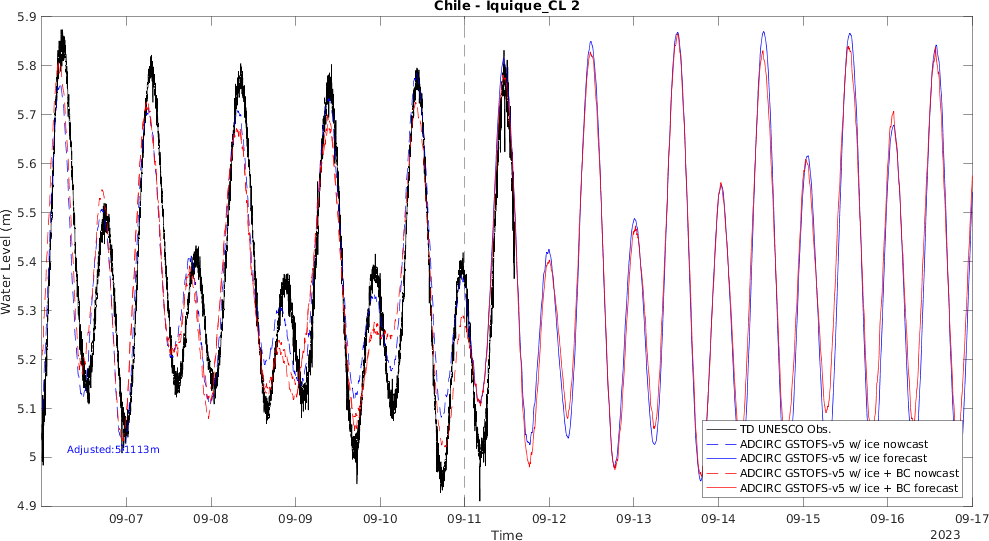 Chile - Iquique_CL 2
5.9
5.8
5.7
5.6
5.5
5.4
5.3
5.2
5.1
5
4.9
Water Level (m)
Adjusted:5.1113m
TD UNESCO Obs.
ADCIRC GSTOFS-v5 w/ ice nowcast
ADCIRC GSTOFS-v5 w/ ice forecast
ADCIRC GSTOFS-v5 w/ ice + BC nowcast
ADCIRC GSTOFS-v5 w/ ice + BC forecast
09-07 09-08 09-09 09-10 09-11 09-12 09-13 09-14 09-15 09-16 09-17
Time
2023